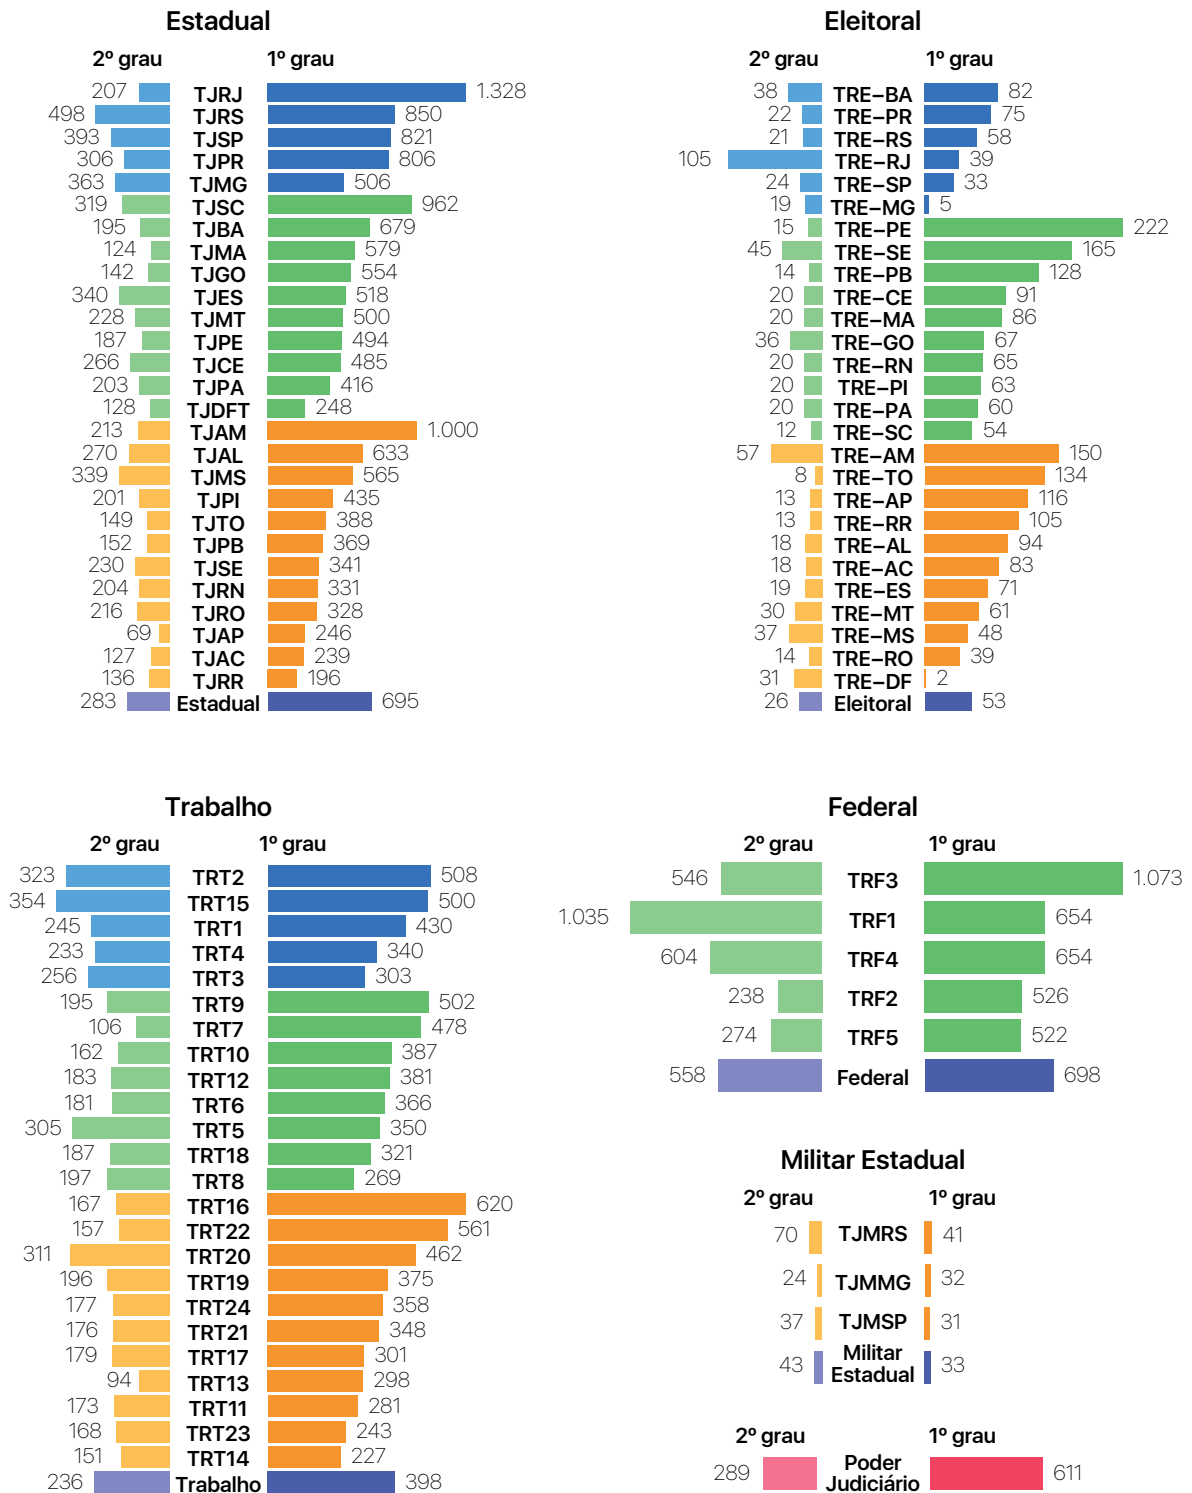 Estadual
2º grau 1º grau
207 TJRJ 1.328
498 TJRS 850
393 TJSP 821
306 TJPR 806
363 TJMG 506
319 TJSC 962
195 TJBA 679
124 TJMA 579
142 TJGO 554
340 TJES 518
228 TJMT 500
187 TJPE 494
266 TJCE 485
203 TJPA 416
128 TJDFT 248
213 TJAM 1.000
270 TJAL 633
339 TJMS 565
201 TJPI 435
149 TJTO 388
152 TJPB 369
230 TJSE 341
204 TJRN 331
216 TJRO 328
69 TJAP 246
127 TJAC 239
136 TJRR 196
283 Estadual 695
Eleitoral
2º grau 1º grau
38 TRE–BA 82
22 TRE–PR 75
21 TRE–RS 58
105 TRE–RJ 39
24 TRE–SP 33
19 TRE–MG 5
15 TRE–PE 222
45 TRE–SE 165
14 TRE–PB 128
20 TRE–CE 91
20 TRE–MA 86
36 TRE–GO 67
20 TRE–RN 65
20 TRE–PI 63
20 TRE–PA 60
12 TRE–SC 54
57 TRE–AM 150
8 TRE–TO 134
13 TRE–AP 116
13 TRE–RR 105
18 TRE–AL 94
18 TRE–AC 83
19 TRE–ES 71
30 TRE–MT 61
37 TRE–MS 48
14 TRE–RO 39
31 TRE–DF 2
26 Eleitoral 53
Trabalho
2º grau 1º grau
323 TRT2 508
354 TRT15 500
245 TRT1 430
233 TRT4 340
256 TRT3 303
195 TRT9 502
106 TRT7 478
162 TRT10 387
183 TRT12 381
181 TRT6 366
305 TRT5 350
187 TRT18 321
197 TRT8 269
167 TRT16 620
157 TRT22 561
311 TRT20 462
196 TRT19 375
177 TRT24 358
176 TRT21 348
179 TRT17 301
94 TRT13 298
173 TRT11 281
168 TRT23 243
151 TRT14 227
236 Trabalho 398
Federal
2º grau 1º grau
546 TRF3 1.073
1.035 TRF1 654
604 TRF4 654
238 TRF2 526
274 TRF5 522
558 Federal 698
Militar Estadual
2º grau 1º grau
70 TJMRS 41
24 TJMMG 32
37 TJMSP 31
Militar
43 Estadual 33
2º grau 1º grau
Poder
289 Judiciário 611